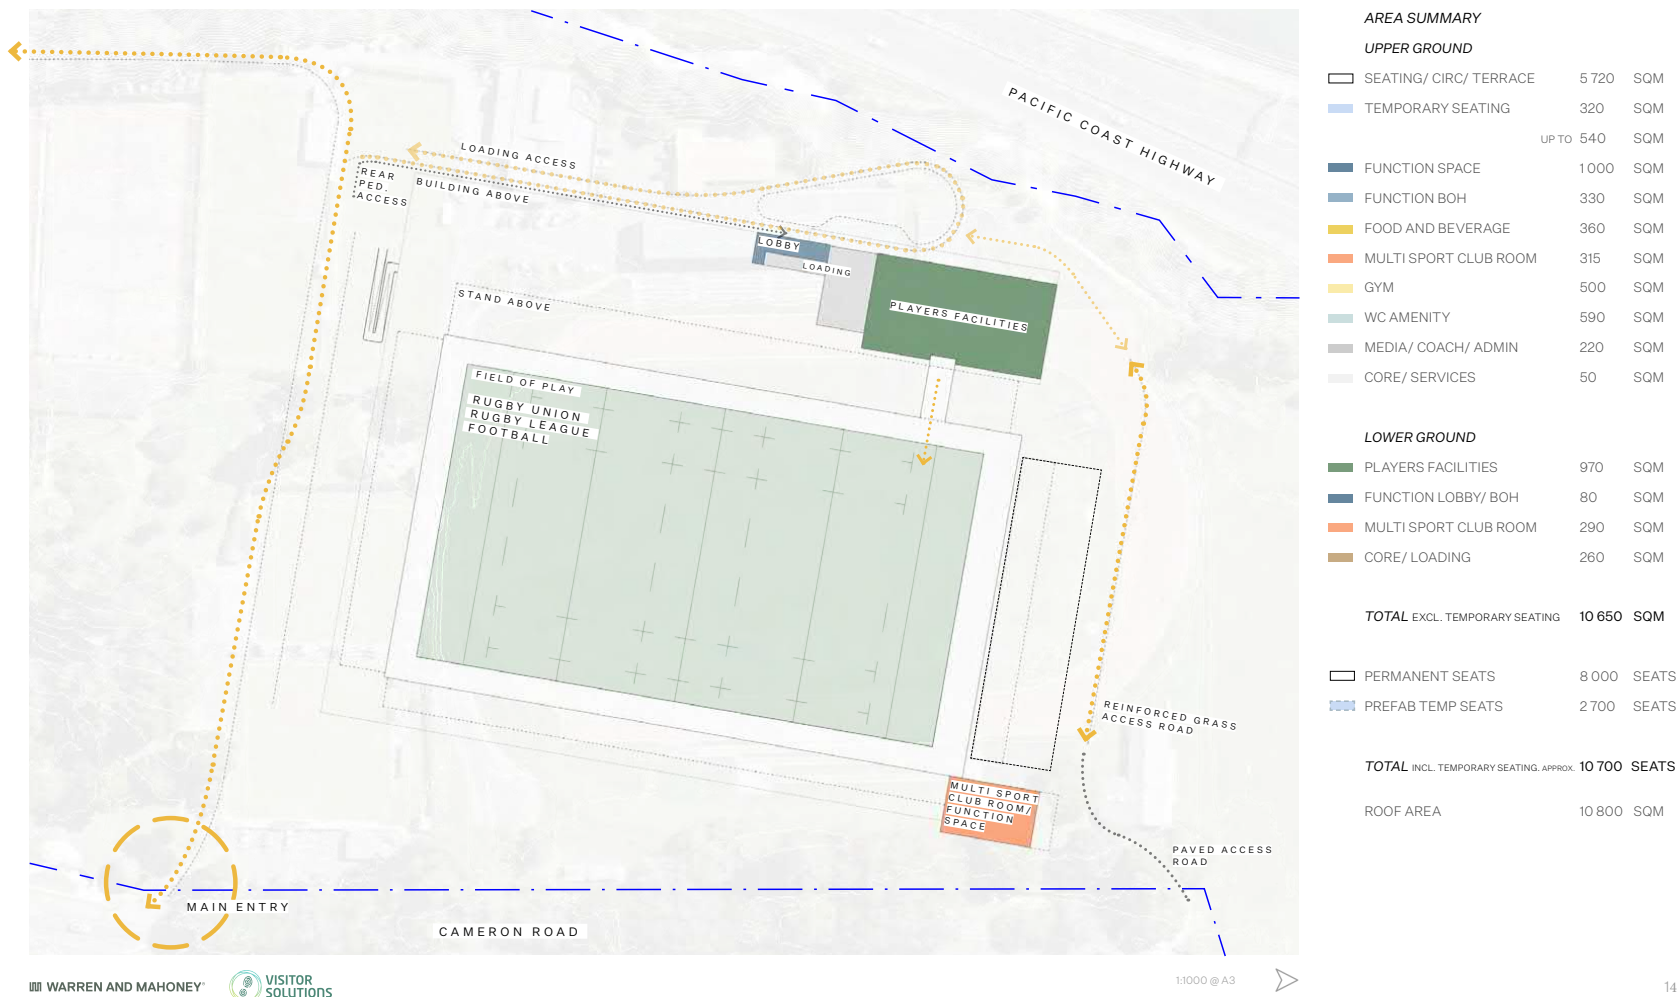 PACIFIC COAST HIGHWAY
LOADING ACCESS
REAR
PED.
ACCESS
BUILDING ABOVE
LOBBY
LOADING
PLAYERS FACILITIES
STAND ABOVE
FIELD OF PLAY
RUGBY UNION
RUGBY LEAGUE
FOOTBALL
REINFORCED GRASS
ACCESS ROAD
MULTI SPORT
CLUB ROOM/
FUNCTION
SPACE
PAVED ACCESS
ROAD
MAIN ENTRY
CAMERON ROAD
AREA SUMMARY
UPPER GROUND
SEATING/ CIRC/ TERRACE 5 720 SQM
TEMPORARY SEATING 320 SQM
UP TO 540 SQM
FUNCTION SPACE 1 000 SQM
FUNCTION BOH 330 SQM
FOOD AND BEVERAGE 360 SQM
MULTI SPORT CLUB ROOM 315 SQM
GYM 500 SQM
WC AMENITY 590 SQM
MEDIA/ COACH/ ADMIN 220 SQM
CORE/ SERVICES 50 SQM
LOWER GROUND
PLAYERS FACILITIES 970 SQM
FUNCTION LOBBY/ BOH 80 SQM
MULTI SPORT CLUB ROOM 290 SQM
CORE/ LOADING 260 SQM
TOTAL EXCL. TEMPORARY SEATING 10 650 SQM
PERMANENT SEATS 8 000 SEATS
PREFAB TEMP SEATS 2 700 SEATS
TOTAL INCL. TEMPORARY SEATING. APPROX. 10 700 SEATS
ROOF AREA 10 800 SQM
WARREN AND MAHONEY®
VISITOR
SOLUTIONS
1:1000 @ A3
14